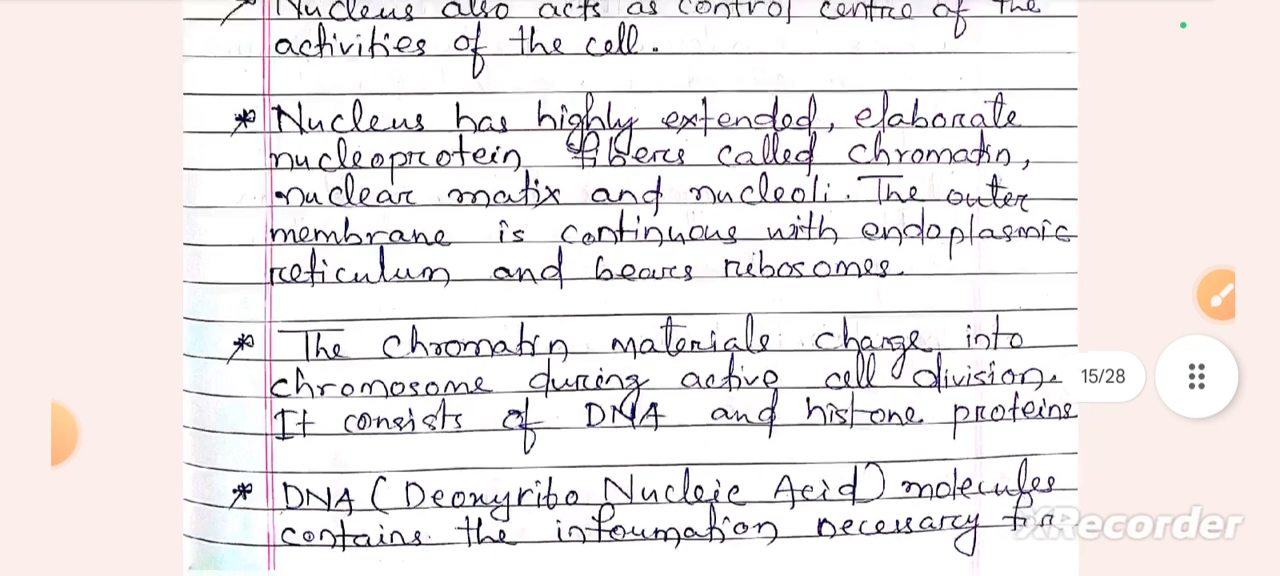 Nucleus also acts as control centre of the
activities of the cell.
* Nucleus has highly extended, elaborate
nucleoprotein fibers called chromatin,
nuclear matix and nucleoli. The outer
membrane is continuous with endoplasmic
reticulum and bears ribosomes.
* The chromatin materials change into
chromosome during active cell division.
It consists of DNA and histone proteins
15/28
* DNA (Deoxyribo Nucleic Acid) molecules
contains the information necessary for
XRecorder